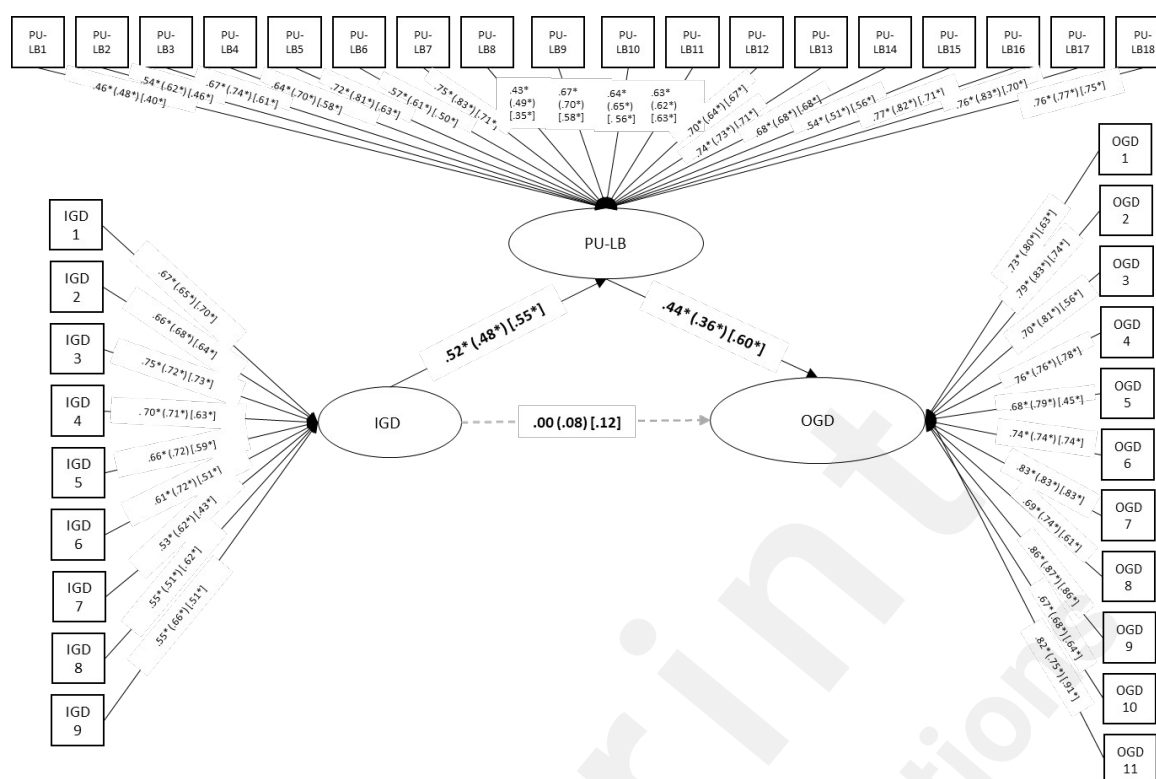 PU-
LB1
PU-
LB2
PU-
LB3
PU-
LB4
PU-
LB5
PU-
LB6
PU-
LB7
PU-
LB8
PU-
LB9
PU-
LB10
PU-
LB11
PU-
LB12
PU-
LB13
PU-
LB14
PU-
LB15
PU-
LB16
PU-
LB17
PU-
LB18
.46* (.48*) [.40*]
.54* (.62*) [.46*]
.67* (.74*) [.61*]
.64* (.70*) [.58*]
.72* (.81*) [.63*]
.57* (.61*) [.50*]
.75* (.83*) [.71*]
.43*
(.49*)
[.35*]
.67*
(.70*)
[.58*]
.64*
(.65*)
[.56*]
.63*
(.62*)
[.63*]
.70* (.64*) [.67*]
.74* (.73*) [.71*]
.68* (.68*) [.68*]
.54* (.51*) [.56*]
.77* (.82*) [.71*]
.76* (.83*) [.70*]
.76* (.77*) [.75*]
PU-LB
IGD
1
IGD
2
IGD
3
IGD
4
IGD
5
IGD
6
IGD
7
IGD
8
IGD
9
.67* (.65*) [.70*]
.66* (.68*) [.64*]
.75* (.72*) [.73*]
.70* (.71*) [.63*]
.66* (.72) [.59*]
.61* (.72*) [.51*]
.53* (.62*) [.43*]
.55* (.51*) [.62*]
.55* (.66*) [.51*]
.52* (.48*) [.55*]
.44* (.36*) [.60*]
IGD
.00 (.08) [.12]
OGD
OGD
1
OGD
2
OGD
3
OGD
4
OGD
5
OGD
6
OGD
7
OGD
8
OGD
9
OGD
10
OGD
11
.73* (.80*) [.63*]
.79* (.83*) [.74*]
.70* (.81*) [.56*]
.76* (.76*) [.78*]
.68* (.79*) [.45*]
.74* (.74*) [.74*]
.83* (.83*) [.83*]
.69* (.74*) [.61*]
.86* (.87*) [.86*]
.67* (.68*) [.64*]
.82* (.75*) [.91*]
rint
tions